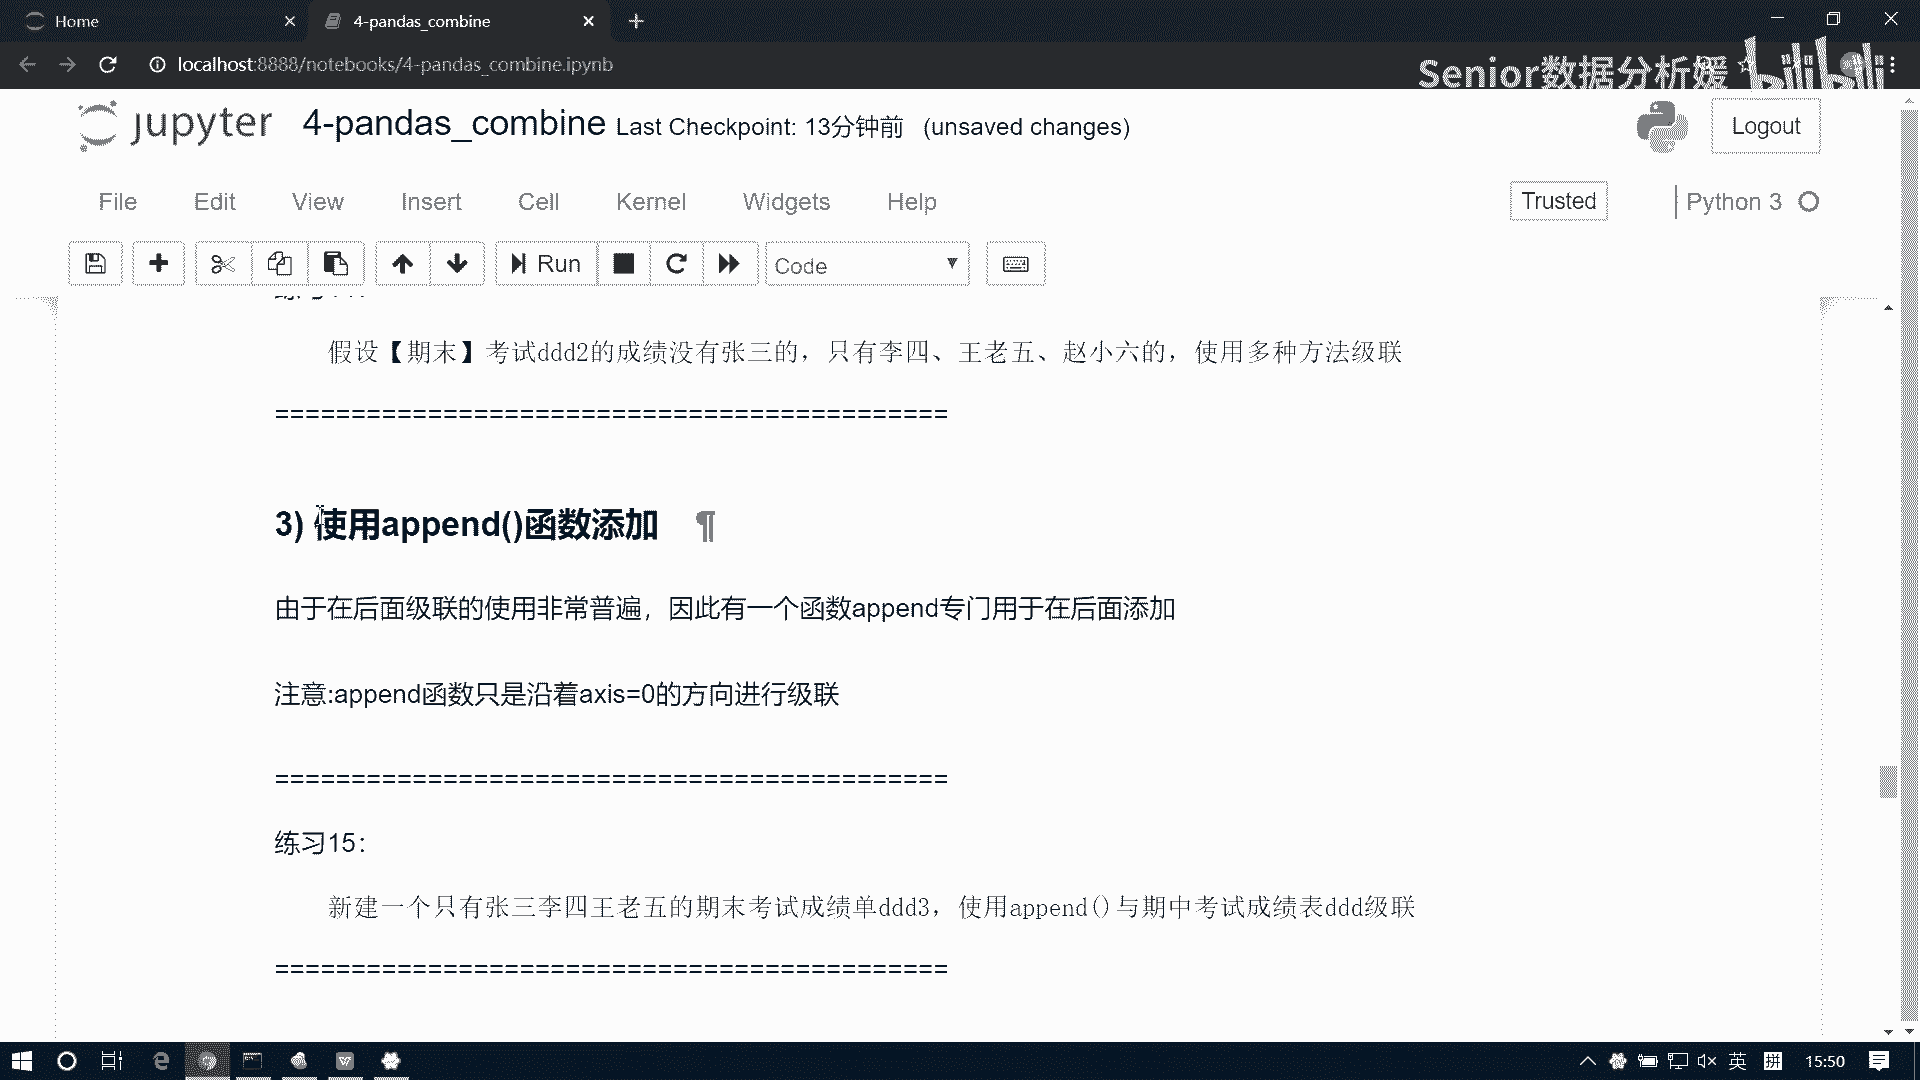 Home
4-pandas_combine
localhost:8888/notebooks/4-pandas_combine.ipynb
Senior数据分析媛
bilibili
jupyter
4-pandas_combine Last Checkpoint: 13分钟前 (unsaved changes)
Logout
File Edit View Insert Cell Kernel Widgets Help
Trusted
Python 3
Run
Code
假设【期末】考试ddd2的成绩没有张三的，只有李四、王老五、赵小六的，使用多种方法级联
============================================
3) 使用append()函数添加 ¶
由于在后面级联的使用非常普遍，因此有一个函数append专门用于在后面添加
注意:append函数只是沿着axis=0的方向进行级联
============================================
练习15：
新建一个只有张三李四王老五的期末考试成绩单ddd3，使用append()与期中考试成绩表ddd级联
============================================
英
拼
15:50